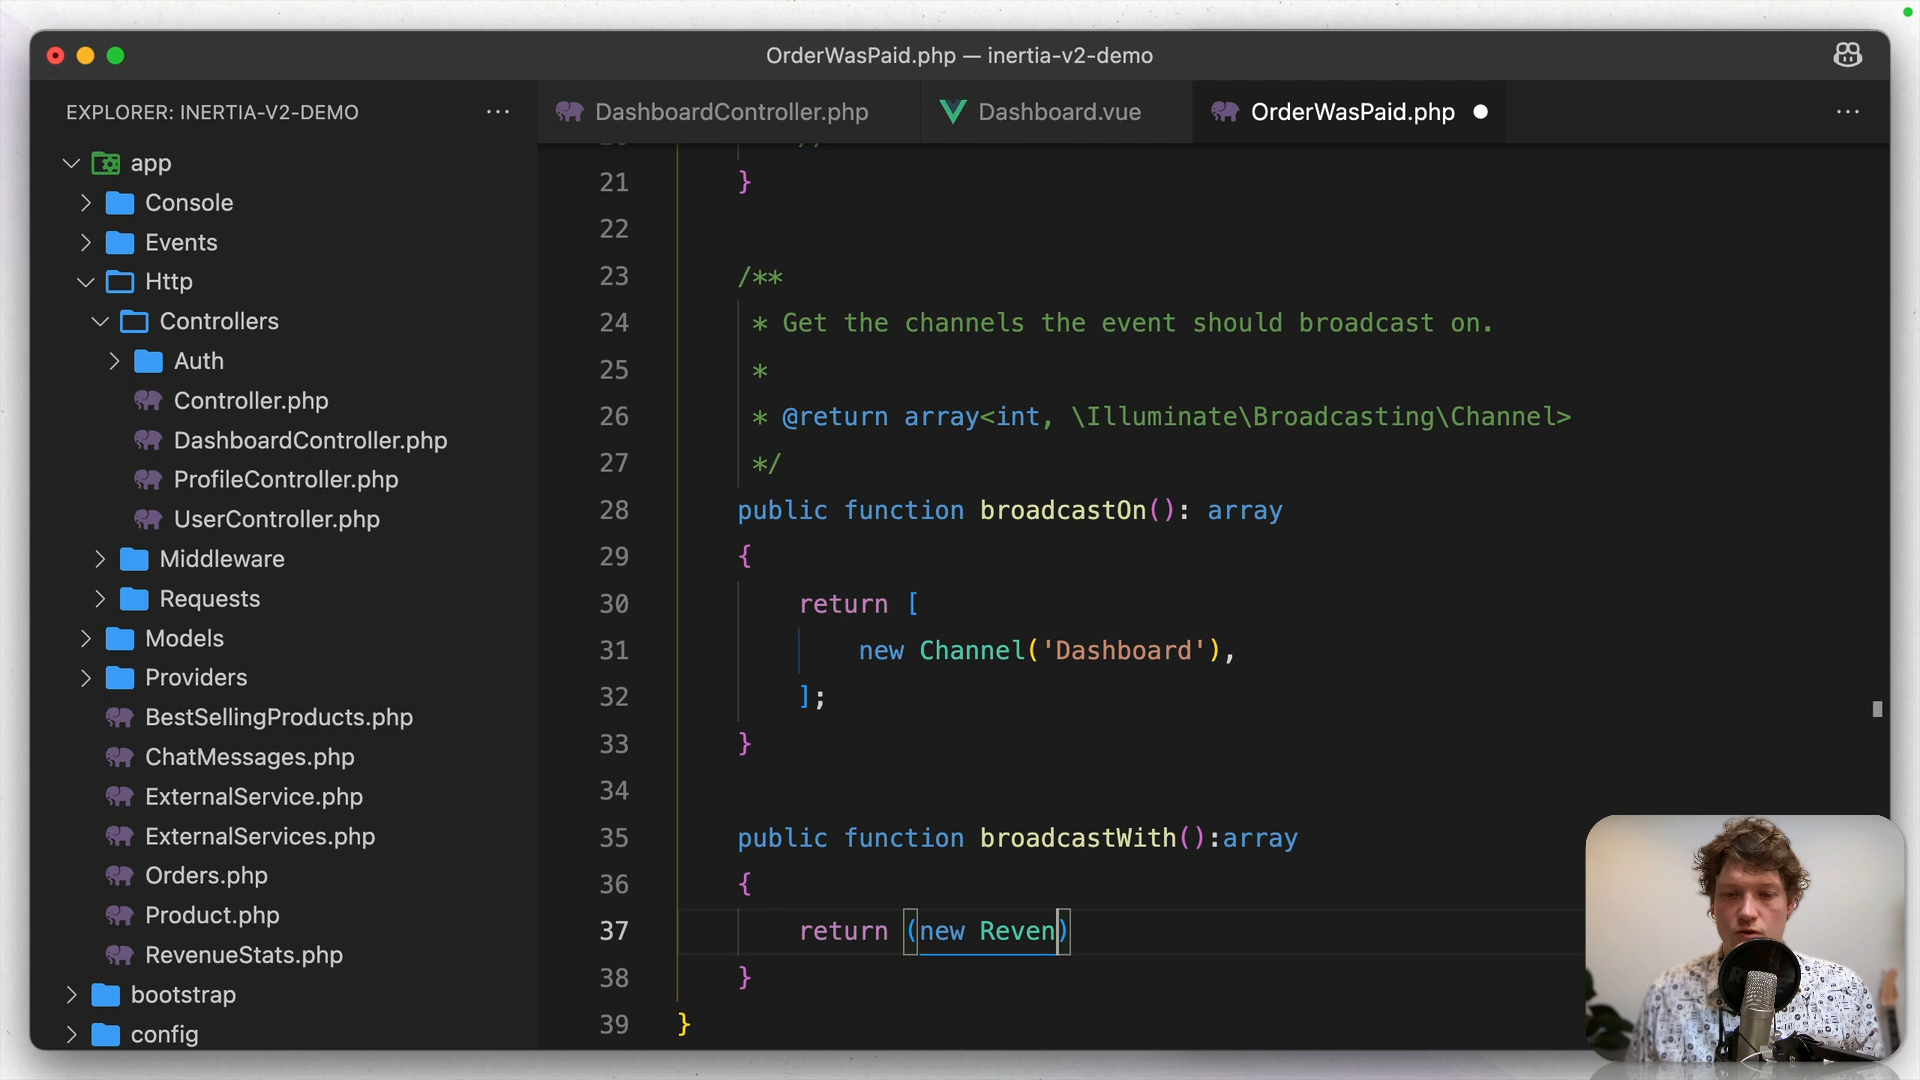 OrderWasPaid.php — inertia-v2-demo
EXPLORER: INERTIA-V2-DEMO
DashboardController.php
Dashboard.vue
OrderWasPaid.php
app
Console
Events
Http
Controllers
Auth
Controller.php
DashboardController.php
ProfileController.php
UserController.php
Middleware
Requests
Models
Providers
BestSellingProducts.php
ChatMessages.php
ExternalService.php
ExternalServices.php
Orders.php
Product.php
RevenueStats.php
bootstrap
config
21 }
22
23 /**
24 * Get the channels the event should broadcast on.
25 *
26 * @return array<int, \Illuminate\Broadcasting\Channel>
27 */
28 public function broadcastOn(): array
29 {
30 return [
31 new Channel('Dashboard'),
32 ];
33 }
34
35 public function broadcastWith():array
36 {
37 return (new Reven)
38 }
39 }